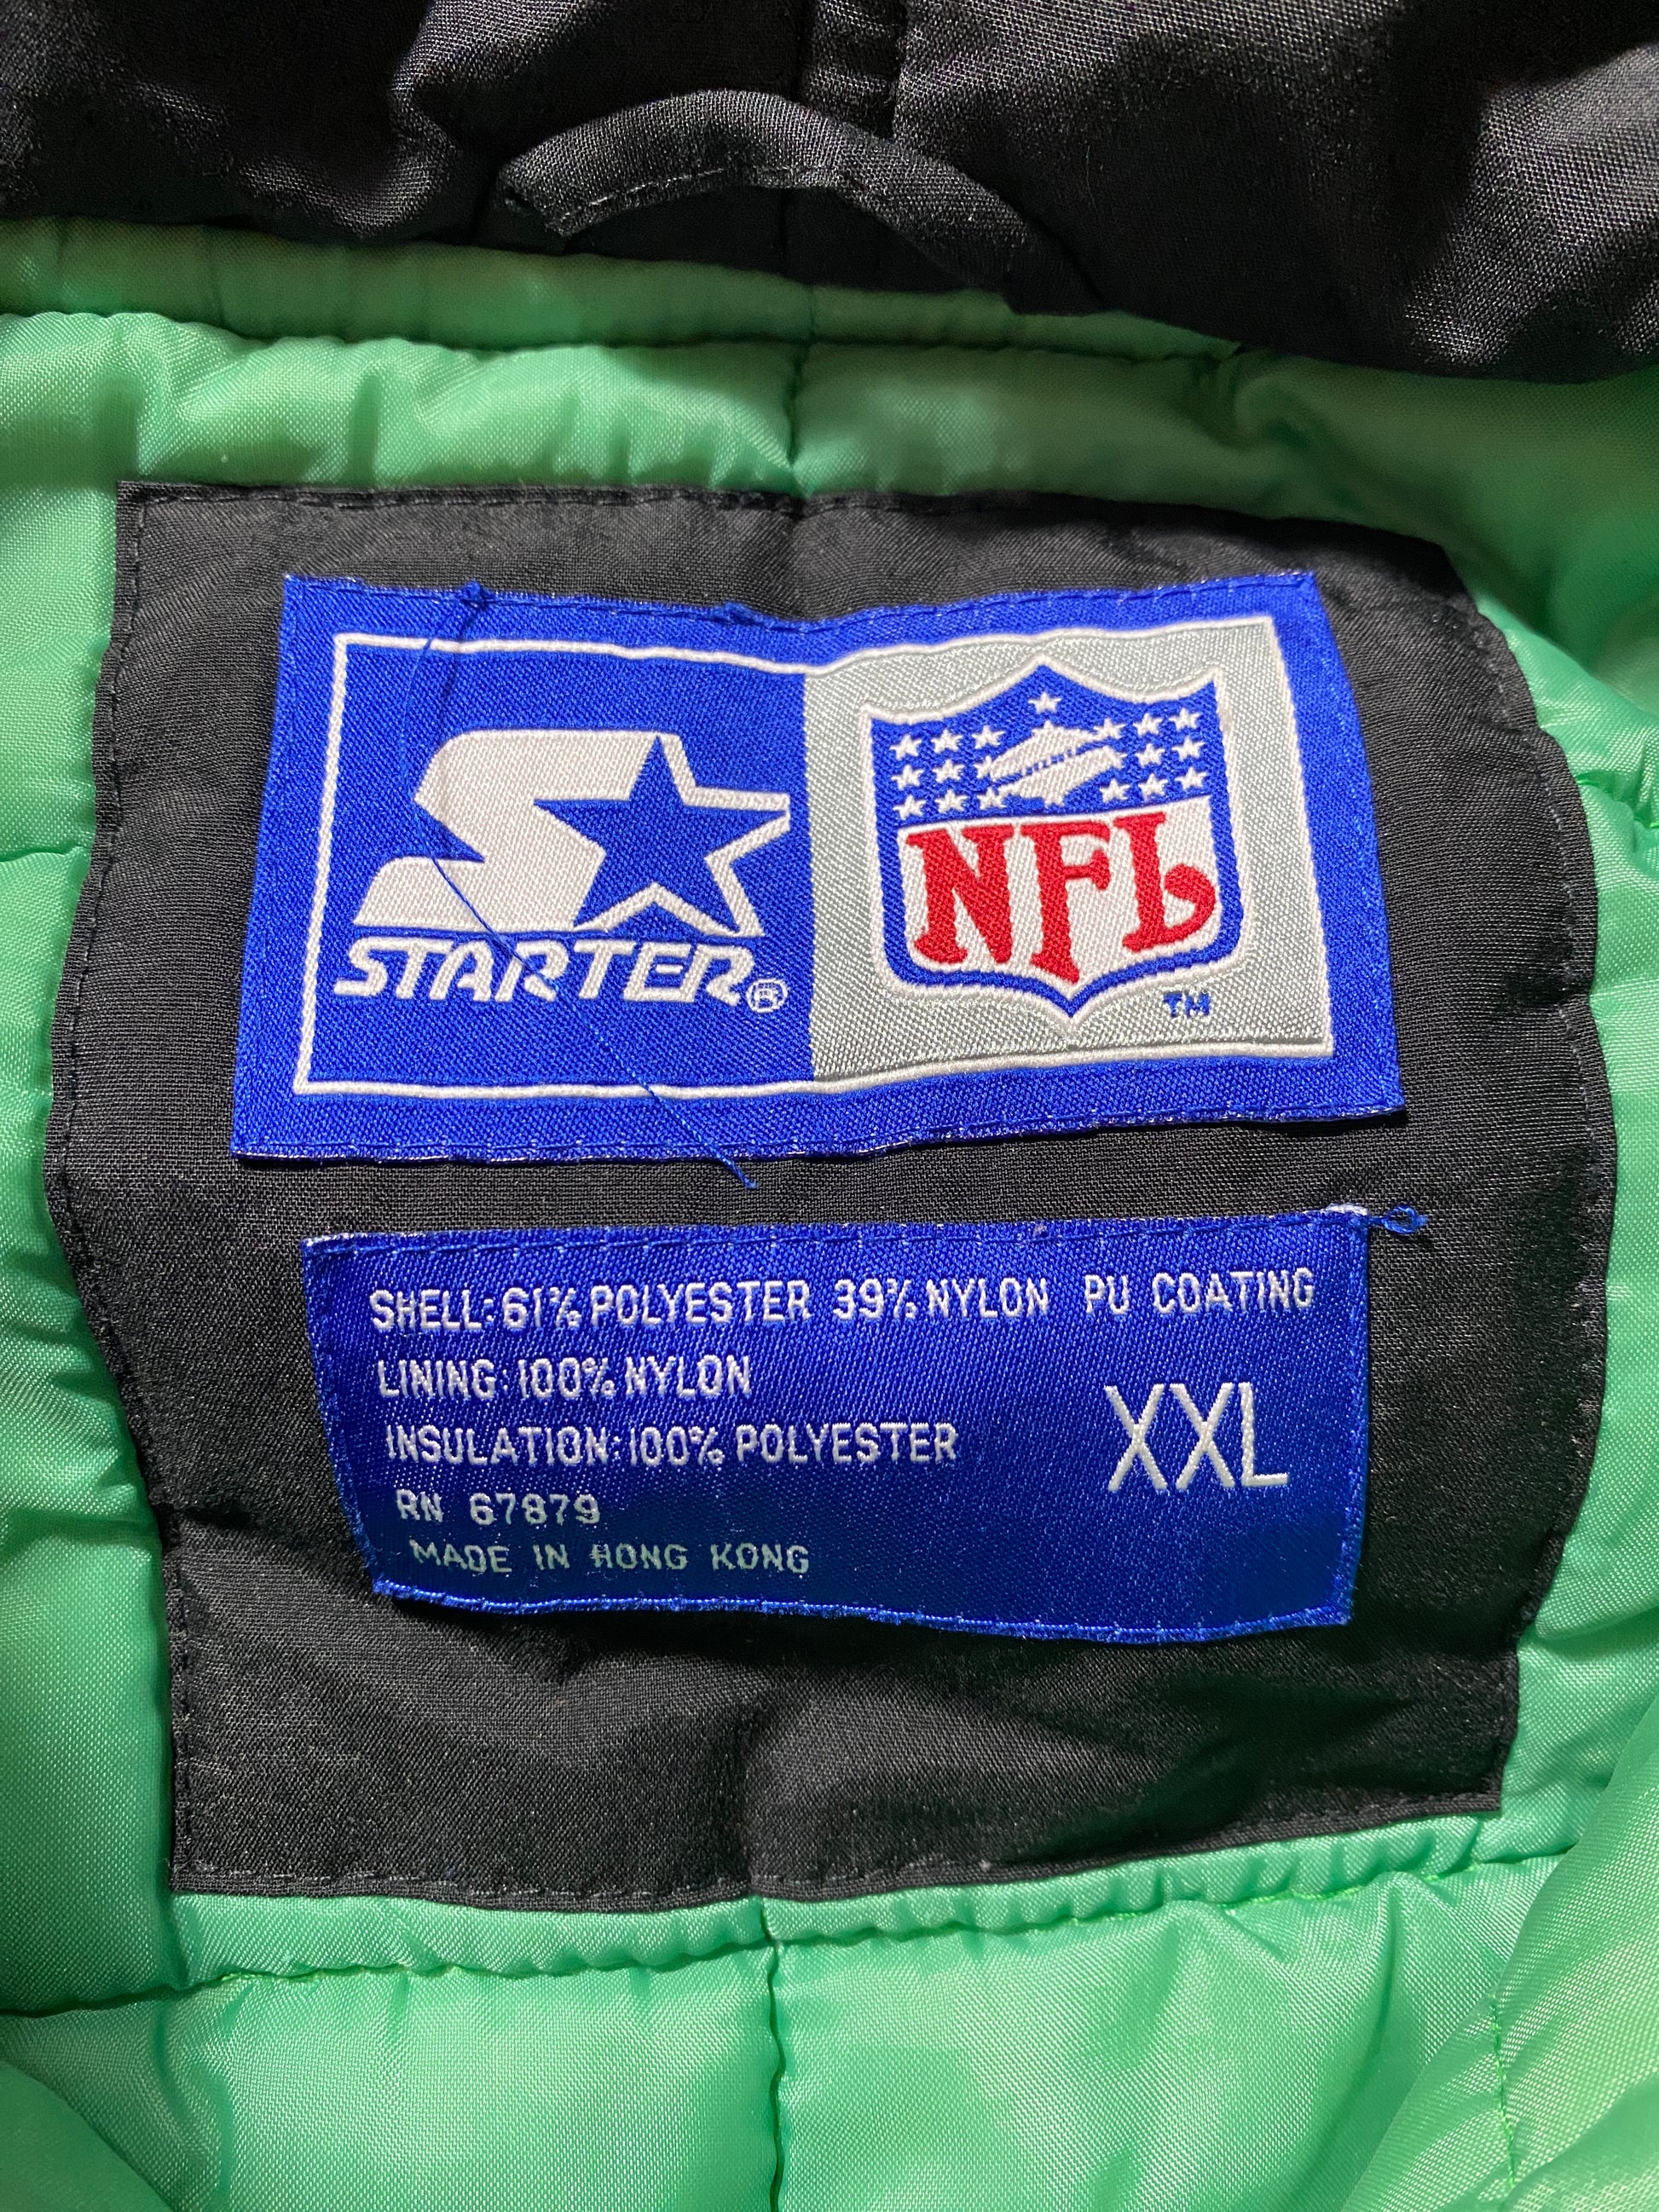 STARTER®
NFL
TM
SHELL: 61% POLYESTER 39% NYLON PU COATING
LINING: 100% NYLON
INSULATION: 100% POLYESTER
XXL
RN 67879
MADE IN HONG KONG